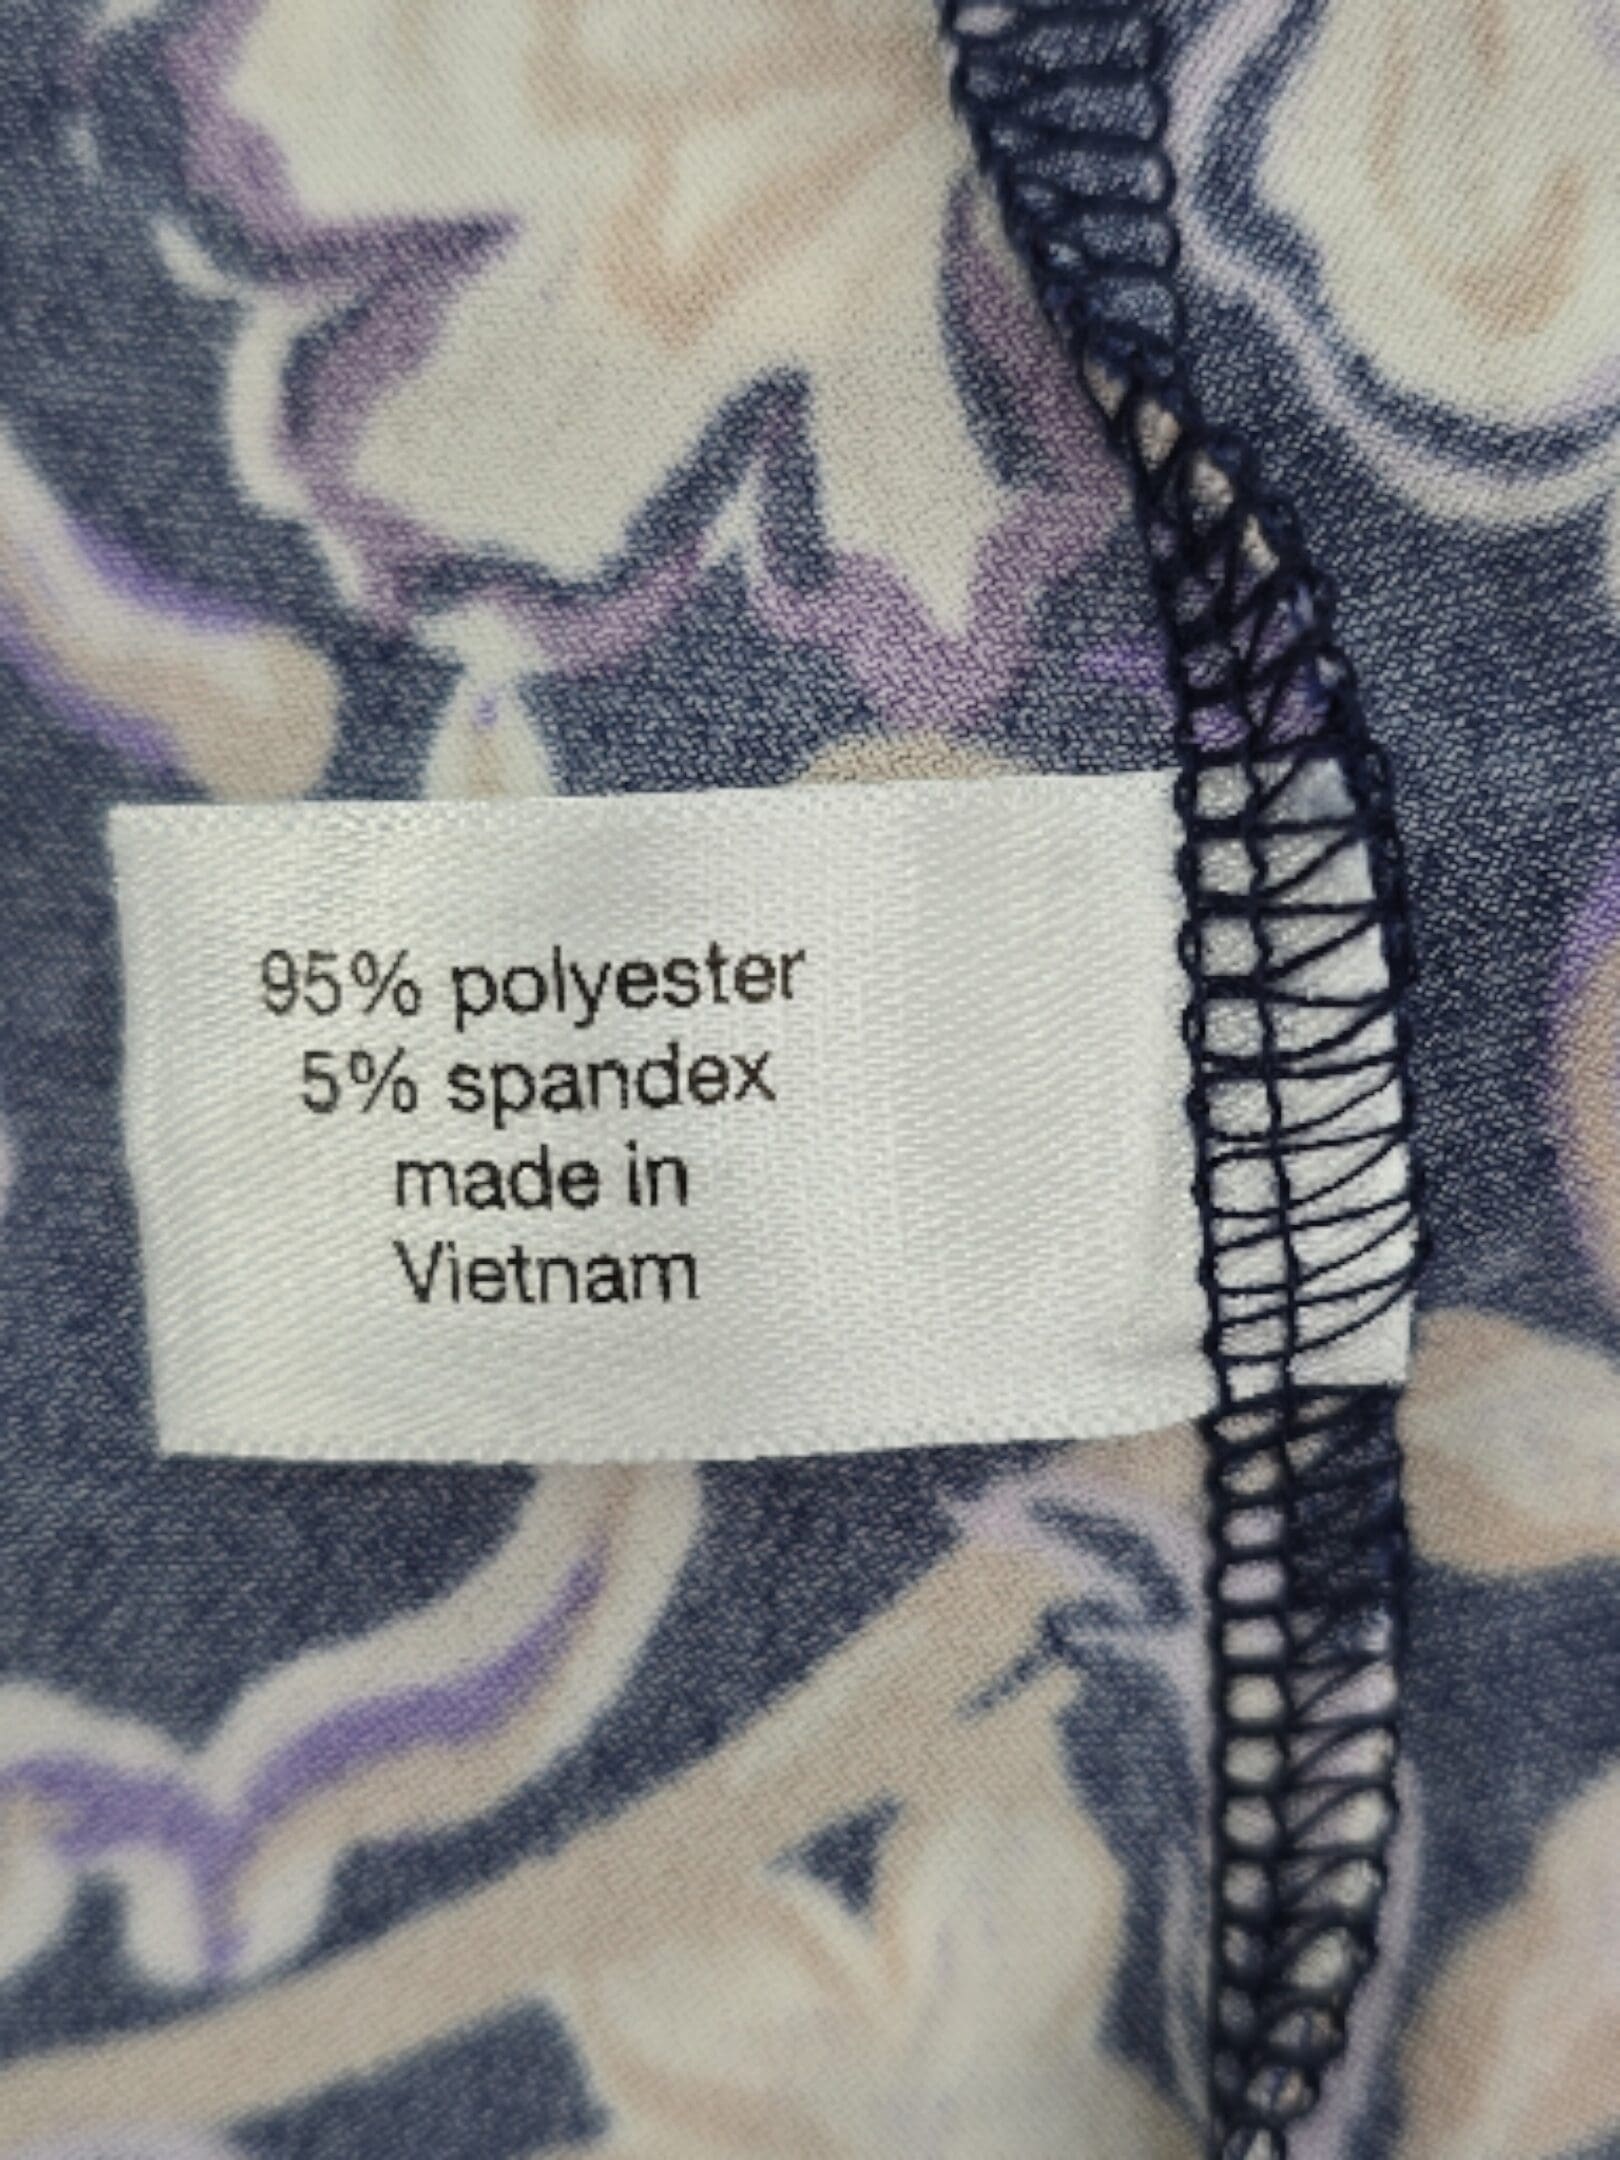 95% polyester
5% spandex
made in
Vietnam